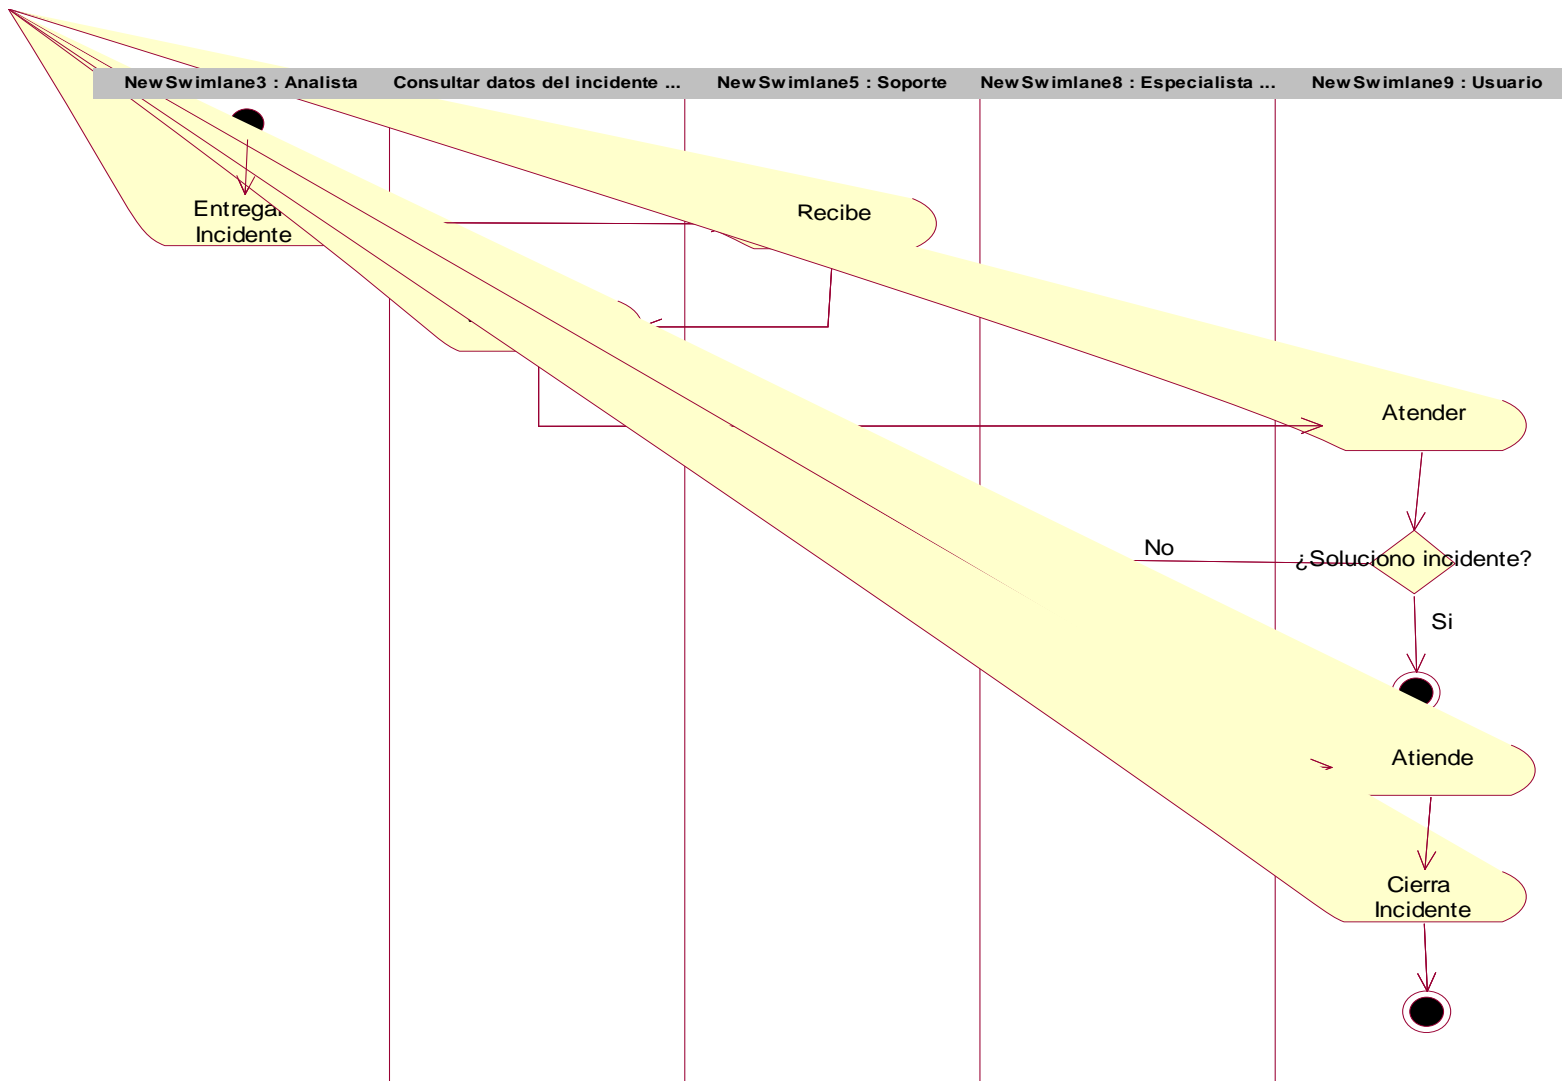 NewSwimlane3 : Analista
Consultar datos del incidente ...
NewSwimlane5 : Soporte
NewSwimlane8 : Especialista ...
NewSwimlane9 : Usuario
Entregar
Incidente
Recibe
Atender
No
¿Soluciono incidente?
Si
Atiende
Cierra
Incidente